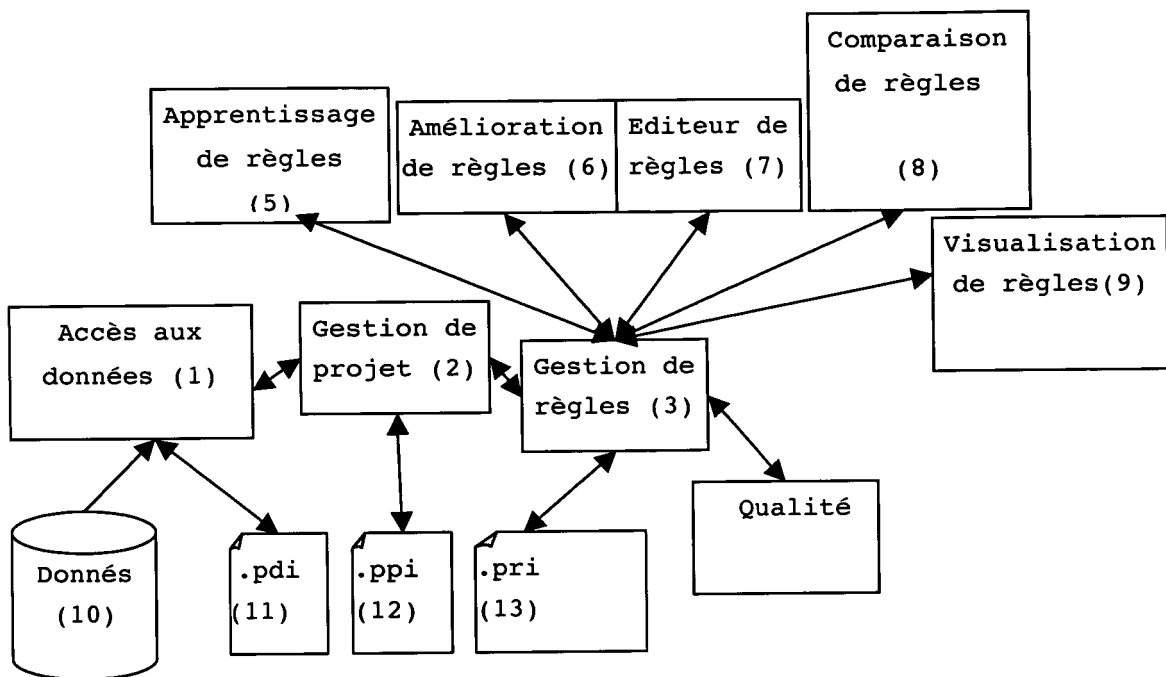 Comparaison
de règles
(8)
Apprentissage
de règles
(5)
Amélioration
de règles (6)
Editeur de
règles (7)
Visualisation
de règles(9)
Accès aux
données (1)
Gestion de
projet (2)
Gestion de
règles (3)
Qualité
Donnés
(10)
.pdi
(11)
.ppi
(12)
.pri
(13)